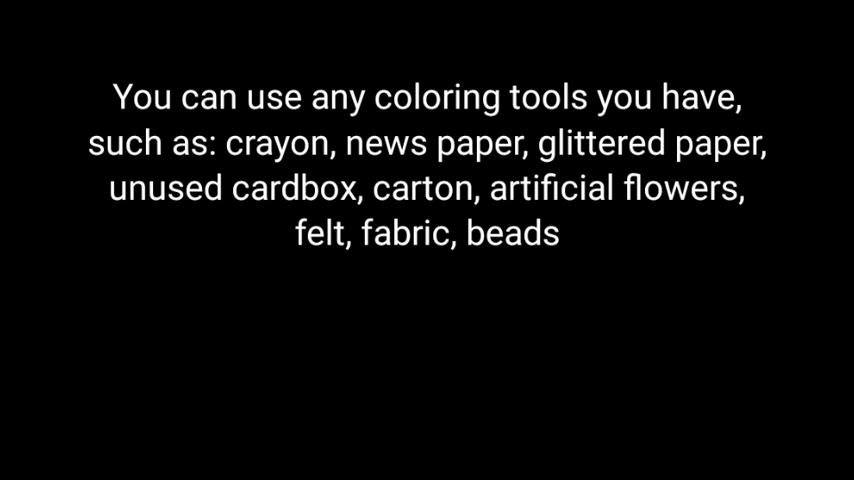 You can use any coloring tools you have,
such as: crayon, news paper, glittered paper,
unused cardbox, carton, artificial flowers,
felt, fabric, beads